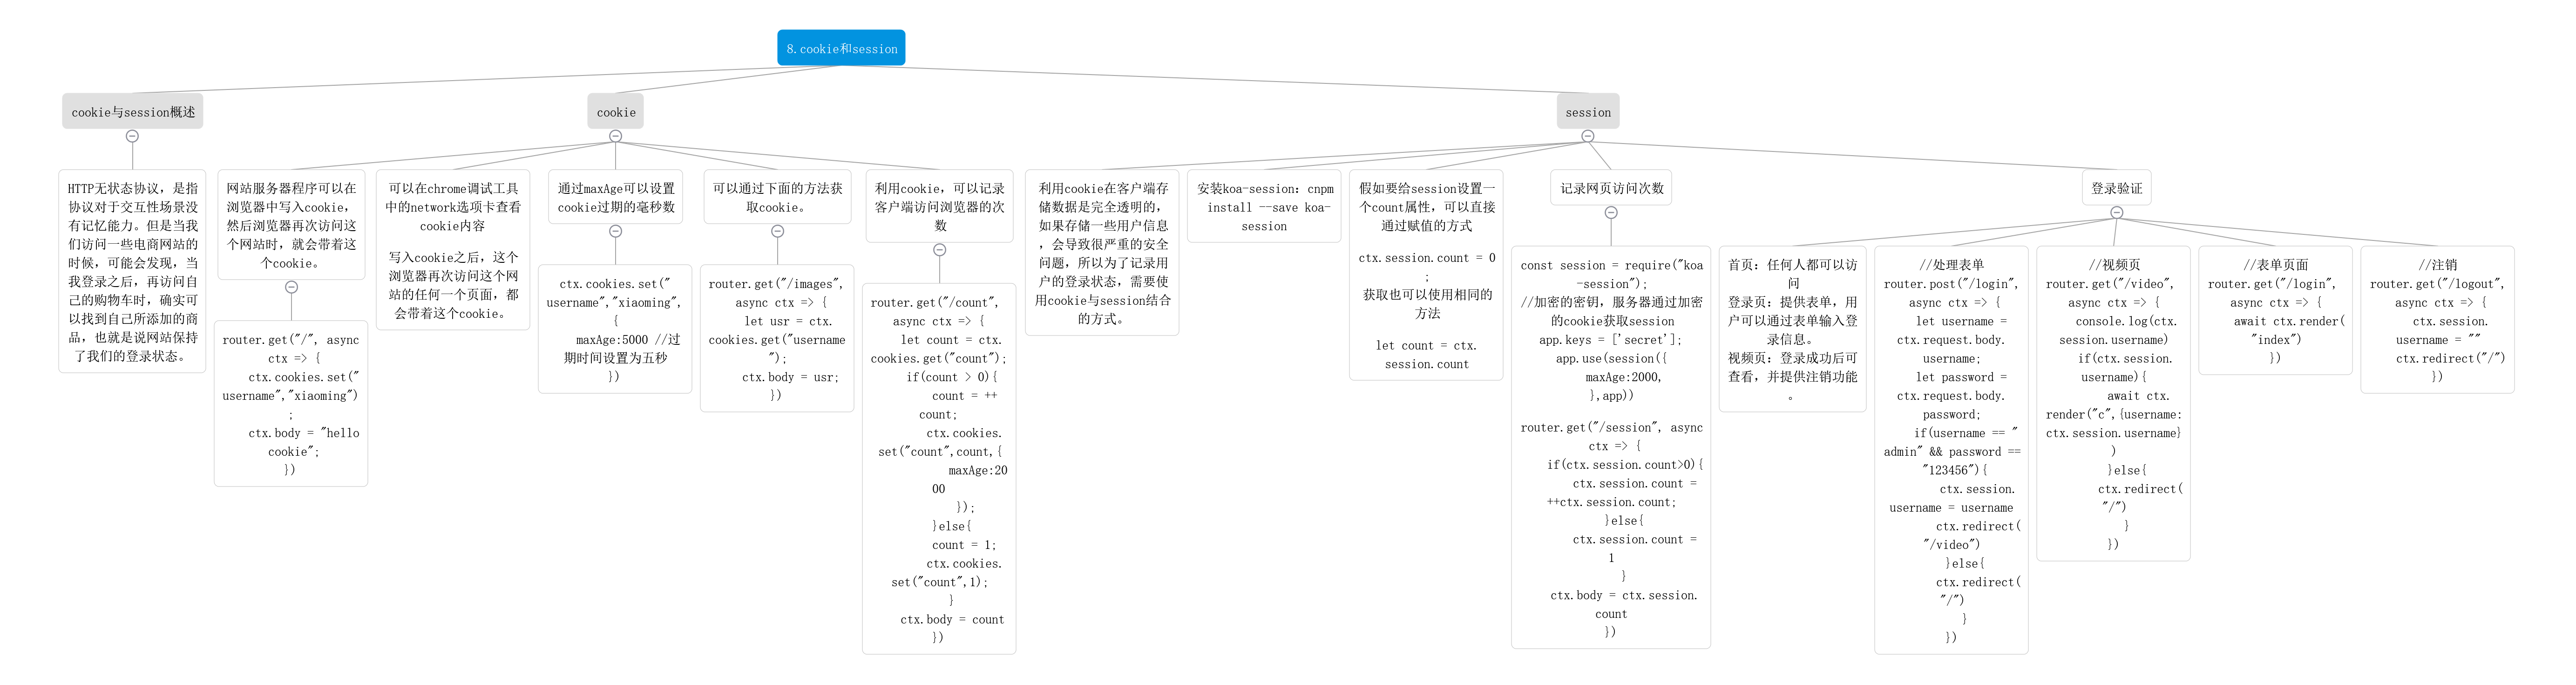 8.cookie和session
cookie与session概述
HTTP无状态协议，是指
协议对于交互性场景没
有记忆能力。但是当我
们访问一些电商网站的
时候，可能会发现，当
我登录之后，再访问自
己的购物车时，确实可
以找到自己所添加的商
品，也就是说网站保持
了我们的登录状态。
cookie
网站服务器程序可以在
浏览器中写入cookie，
然后浏览器再次访问这
个网站时，就会带着这
个cookie。
router.get("/", async
ctx => {
ctx.cookies.set("
username","xiaoming")
;
ctx.body = "hello
cookie";
})
可以在chrome调试工具
中的network选项卡查看
cookie内容
写入cookie之后，这个
浏览器再次访问这个网
站的任何一个页面，都
会带着这个cookie。
通过maxAge可以设置
cookie过期的毫秒数
ctx.cookies.set("
username","xiaoming",
{
maxAge:5000 //过
期时间设置为五秒
})
可以通过下面的方法获
取cookie。
router.get("/images",
async ctx => {
let usr = ctx.
cookies.get("username
");
ctx.body = usr;
})
利用cookie，可以记录
客户端访问浏览器的次
数
router.get("/count",
async ctx => {
let count = ctx.
cookies.get("count");
if(count > 0){
count = ++
count;
ctx.cookies.
set("count",count,{
maxAge:20
00
});
}else{
count = 1;
ctx.cookies.
set("count",1);
}
ctx.body = count
})
session
利用cookie在客户端存
储数据是完全透明的，
如果存储一些用户信息
，会导致很严重的安全
问题，所以为了记录用
户的登录状态，需要使
用cookie与session结合
的方式。
安装koa-session：cnpm
install --save koa-
session
假如要给session设置一
个count属性，可以直接
通过赋值的方式
ctx.session.count = 0
;
获取也可以使用相同的
方法
let count = ctx.
session.count
记录网页访问次数
const session = require("koa
-session");
//加密的密钥，服务器通过加密
的cookie获取session
app.keys = ['secret'];
app.use(session({
maxAge:2000,
},app))
router.get("/session", async
ctx => {
if(ctx.session.count>0){
ctx.session.count =
++ctx.session.count;
}else{
ctx.session.count =
1
}
ctx.body = ctx.session.
count
})
登录验证
首页：任何人都可以访
问
登录页：提供表单，用
户可以通过表单输入登
录信息。
视频页：登录成功后可
查看，并提供注销功能
。
//处理表单
router.post("/login",
async ctx => {
let username =
ctx.request.body.
username;
let password =
ctx.request.body.
password;
if(username == "
admin" && password ==
"123456"){
ctx.session.
username = username
ctx.redirect(
"/video")
}else{
ctx.redirect(
"/")
}
})
//视频页
router.get("/video",
async ctx => {
console.log(ctx.
session.username)
if(ctx.session.
username){
await ctx.
render("c",{username:
ctx.session.username}
)
}else{
ctx.redirect(
"/")
}
})
//表单页面
router.get("/login",
async ctx => {
await ctx.render(
"index")
})
//注销
router.get("/logout",
async ctx => {
ctx.session.
username = ""
ctx.redirect("/")
})